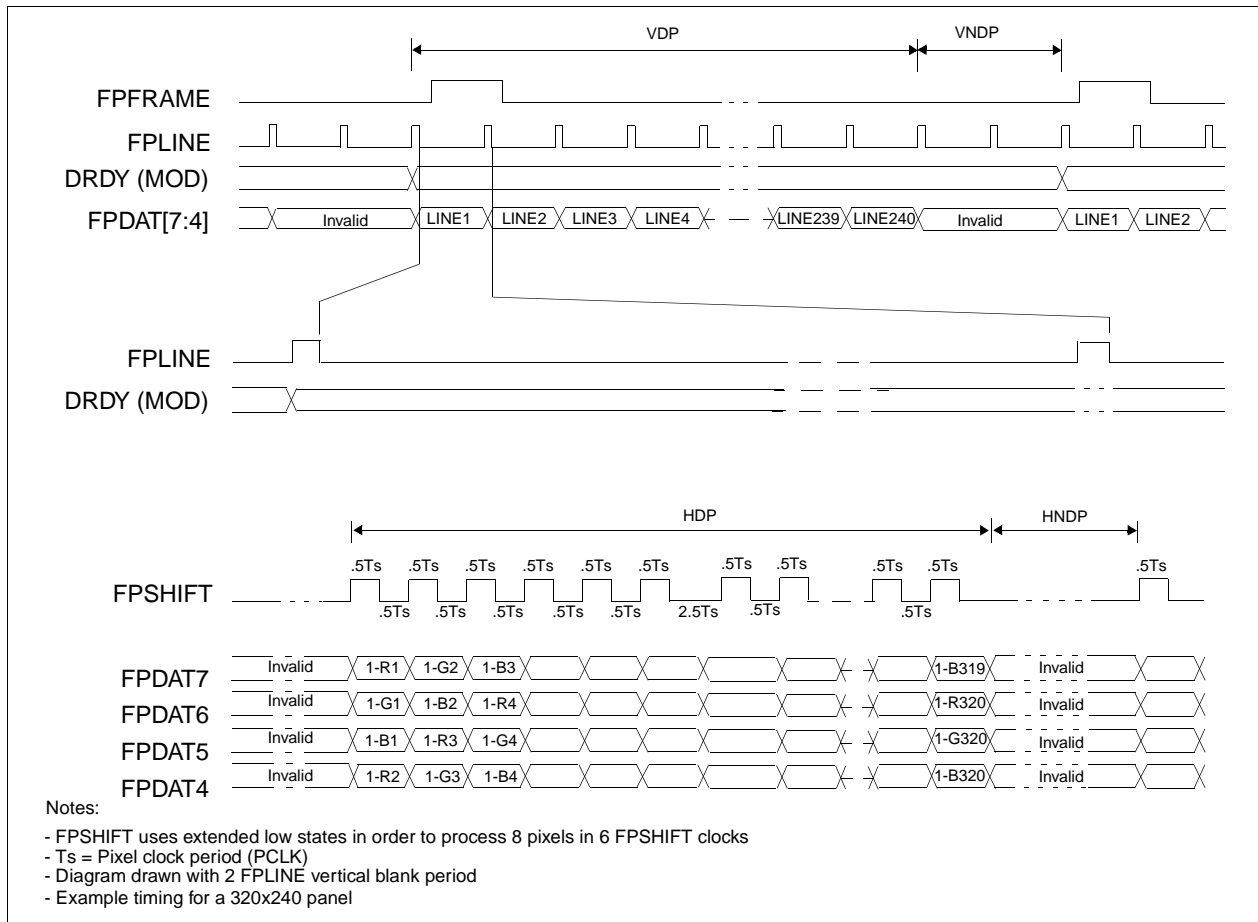 VDP VNDP
FPFRAME
FPLINE
DRDY (MOD)
FPDAT[7:4] Invalid LINE1 LINE2 LINE3 LINE4 LINE239 LINE240 Invalid LINE1 LINE2
FPLINE
DRDY (MOD)
HDP HNDP
.5Ts .5Ts .5Ts .5Ts .5Ts .5Ts .5Ts .5Ts .5Ts .5Ts .5Ts
FPSHIFT
.5Ts .5Ts .5Ts .5Ts .5Ts 2.5Ts .5Ts .5Ts
FPDAT7 Invalid 1-R1 1-G2 1-B3 1-B319 Invalid
FPDAT6 Invalid 1-G1 1-B2 1-R4 1-R320 Invalid
FPDAT5 Invalid 1-B1 1-R3 1-G4 1-G320 Invalid
FPDAT4 Invalid 1-R2 1-G3 1-B4 1-B320 Invalid
Notes:
- FPSHIFT uses extended low states in order to process 8 pixels in 6 FPSHIFT clocks
- Ts = Pixel clock period (PCLK)
- Diagram drawn with 2 FPLINE vertical blank period
- Example timing for a 320x240 panel